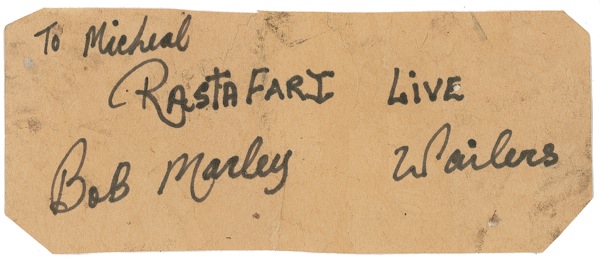 To Micheal
RASTAFARI LIVE
Bob Marley Wailers